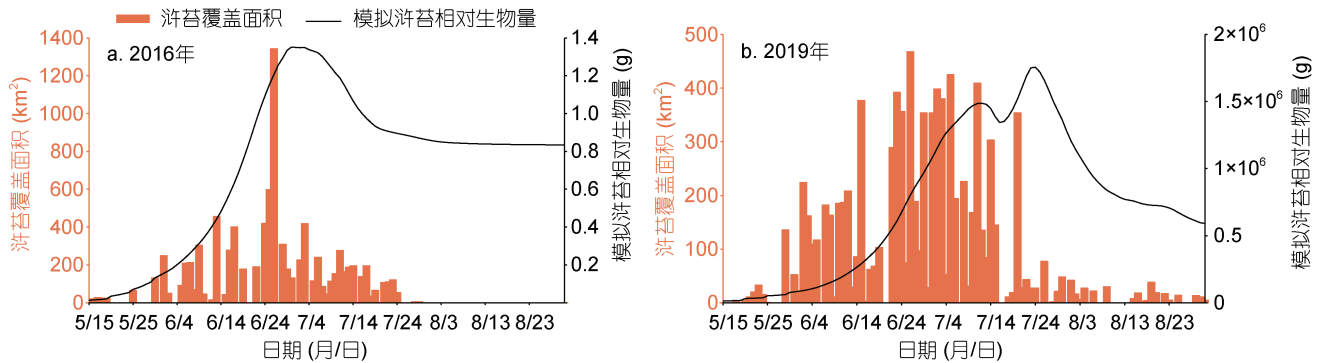 浒苔覆盖面积 模拟浒苔相对生物量
a. 2016年
浒苔覆盖面积 (km²)
1400
1200
1000
800
600
400
200
0
1.4
1.2
1.0
0.8
0.6
0.4
0.2
模拟浒苔相对生物量 (g)
5/15 5/25 6/4 6/14 6/24 7/4 7/14 7/24 8/3 8/13 8/23
日期 (月/日)
b. 2019年
浒苔覆盖面积 (km²)
500
400
300
200
100
0
2×10⁶
1.5×10⁶
1×10⁶
0.5
0
模拟浒苔相对生物量 (g)
5/15 5/25 6/4 6/14 6/24 7/4 7/14 7/24 8/3 8/13 8/23
日期 (月/日)